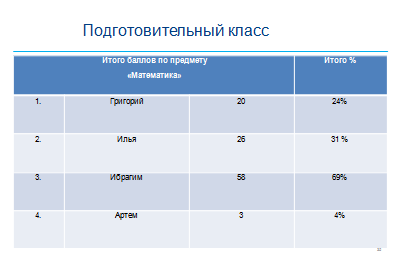 Подготовительный класс
Итого баллов по предмету Итого %
«Математика»
1. Григорий 20 24%
2. Илья 26 31 %
3. Ибрагим 58 69%
4. Артем 3 4%